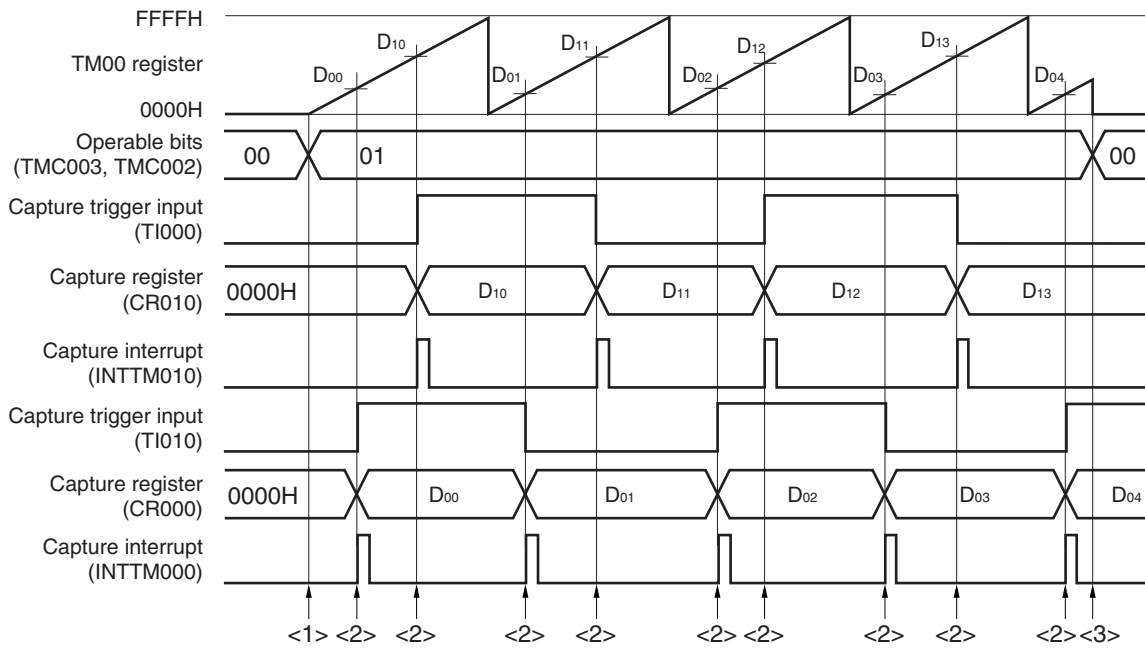 FFFFH
TM00 register
0000H
D10
D11
D12
D13
D00
D01
D02
D03
D04
Operable bits
(TMC003, TMC002)
00
01
00
Capture trigger input
(TI000)
Capture register
(CR010)
0000H
D10
D11
D12
D13
Capture interrupt
(INTTM010)
Capture trigger input
(TI010)
Capture register
(CR000)
0000H
D00
D01
D02
D03
D04
Capture interrupt
(INTTM000)
<1> <2> <2> <2> <2> <2> <2> <2> <2> <2> <3>